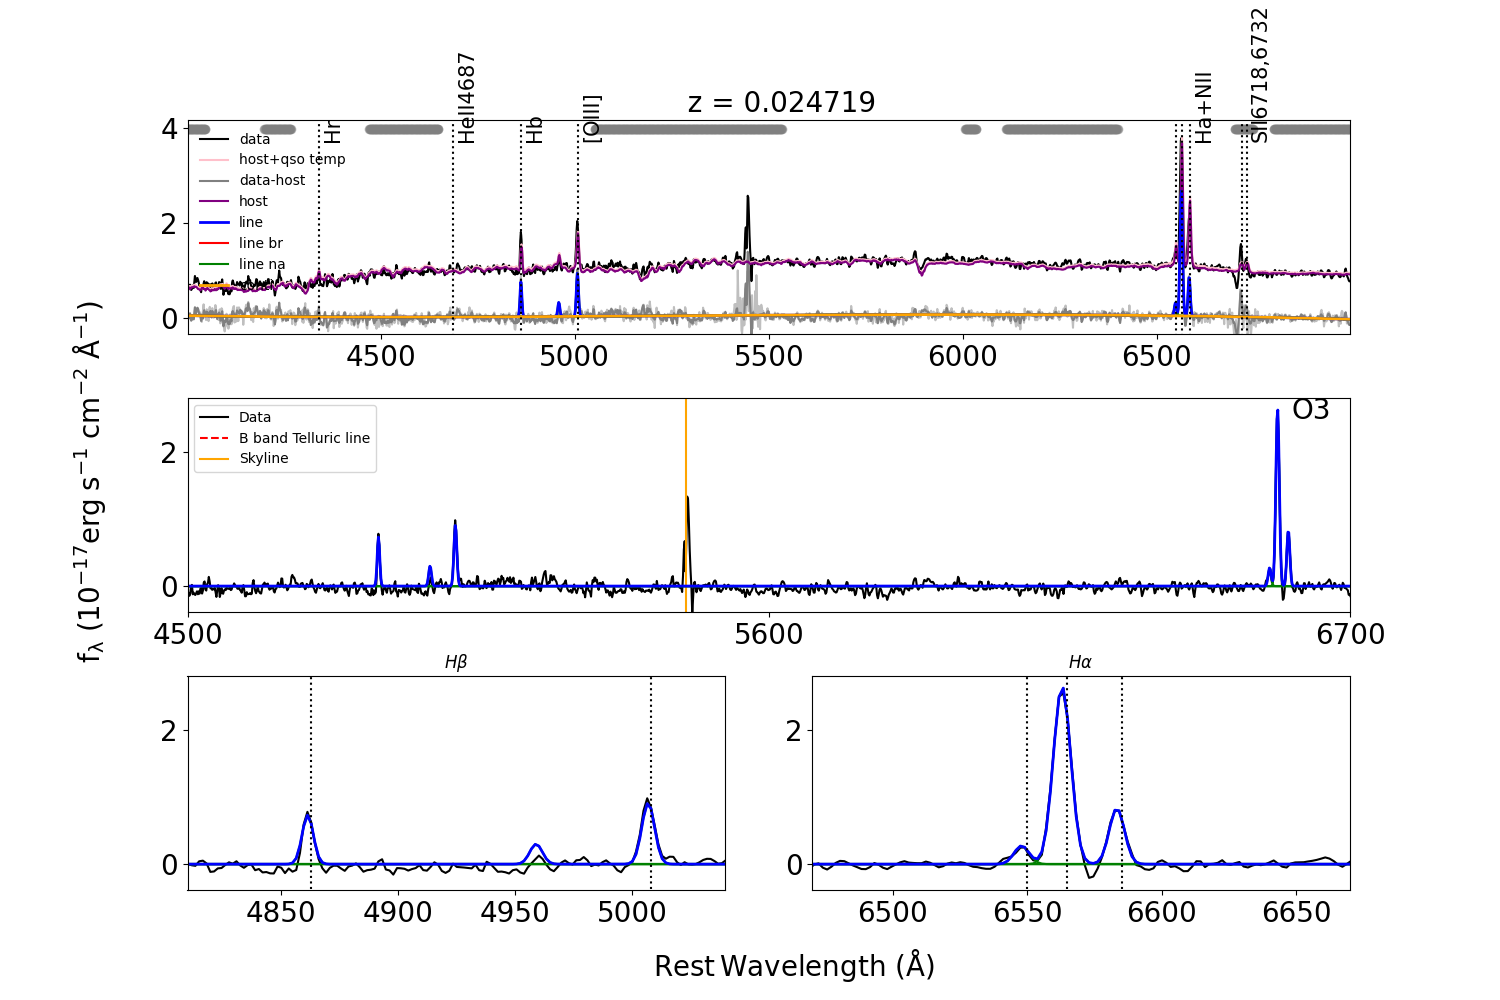 z = 0.024719
Hr
HeII4687
Hb
[OIII]
Ha+NII
SII6718,6732
data
host+qso temp
data-host
host
line
line br
line na
4
2
0
4500
5000
5500
6000
6500
fλ (10⁻¹⁷erg s⁻¹ cm⁻² Å⁻¹)
Data
B band Telluric line
Skyline
O3
2
0
4500
5600
6700
Hβ
2
0
4850
4900
4950
5000
Hα
2
0
6500
6550
6600
6650
Rest Wavelength (Å)